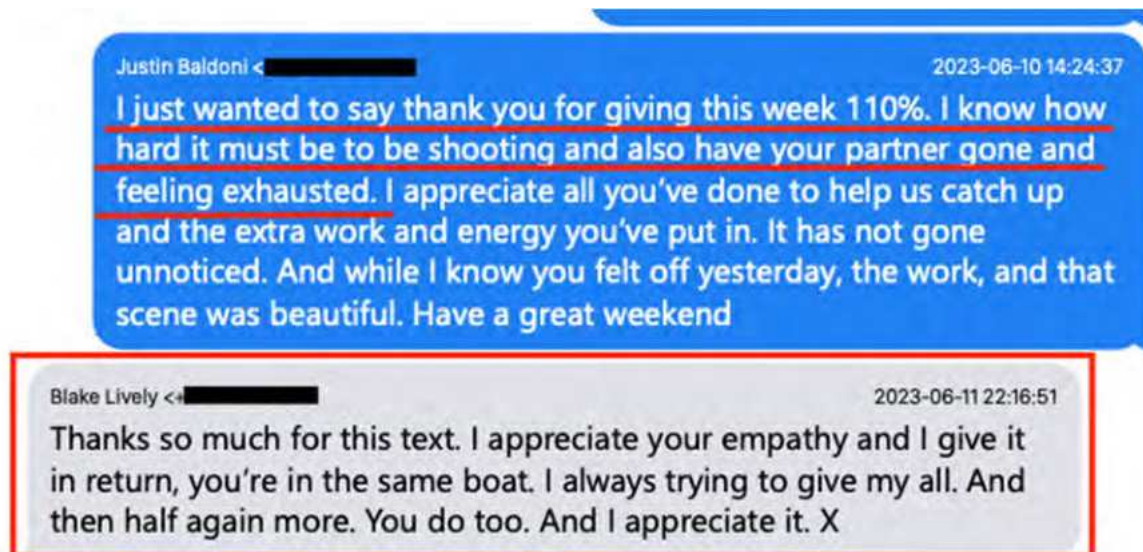 Justin Baldoni <
2023-06-10 14:24:37
I just wanted to say thank you for giving this week 110%. I know how
hard it must be to be shooting and also have your partner gone and
feeling exhausted. I appreciate all you've done to help us catch up
and the extra work and energy you've put in. It has not gone
unnoticed. And while I know you felt off yesterday, the work, and that
scene was beautiful. Have a great weekend
Blake Lively <+
2023-06-11 22:16:51
Thanks so much for this text. I appreciate your empathy and I give it
in return, you're in the same boat. I always trying to give my all. And
then half again more. You do too. And I appreciate it. X